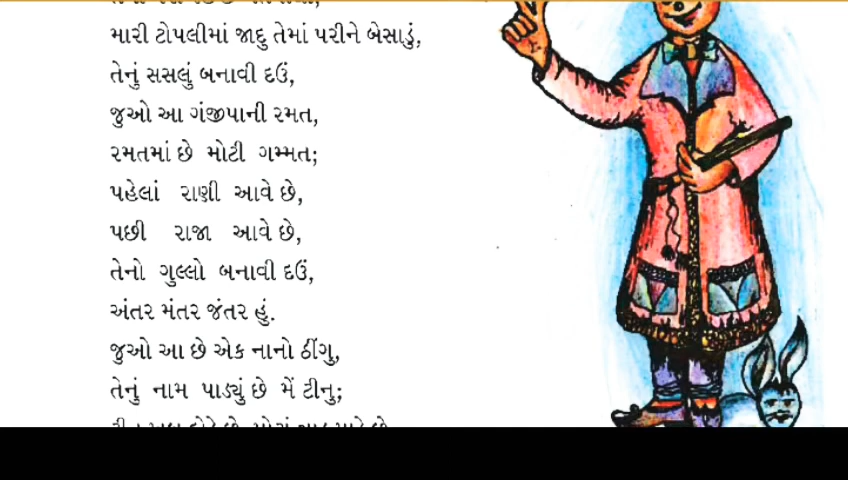 મારી ટોપલીમાં જાદુ તેમાં પરીને બેસાડું,
તેનું સસલું બનાવી દઉં,
જુઓ આ ગંજીપાની રમત,
રમતમાં છે મોટી ગમ્મત;
પહેલાં રાણી આવે છે,
પછી રાજા આવે છે,
તેનો ગુલ્લો બનાવી દઉં,
અંતર મંતર જંતર હું.
જુઓ આ છે એક નાનો ઠીંગુ,
તેનું નામ પાડ્યું છે મેં ટીનુ;